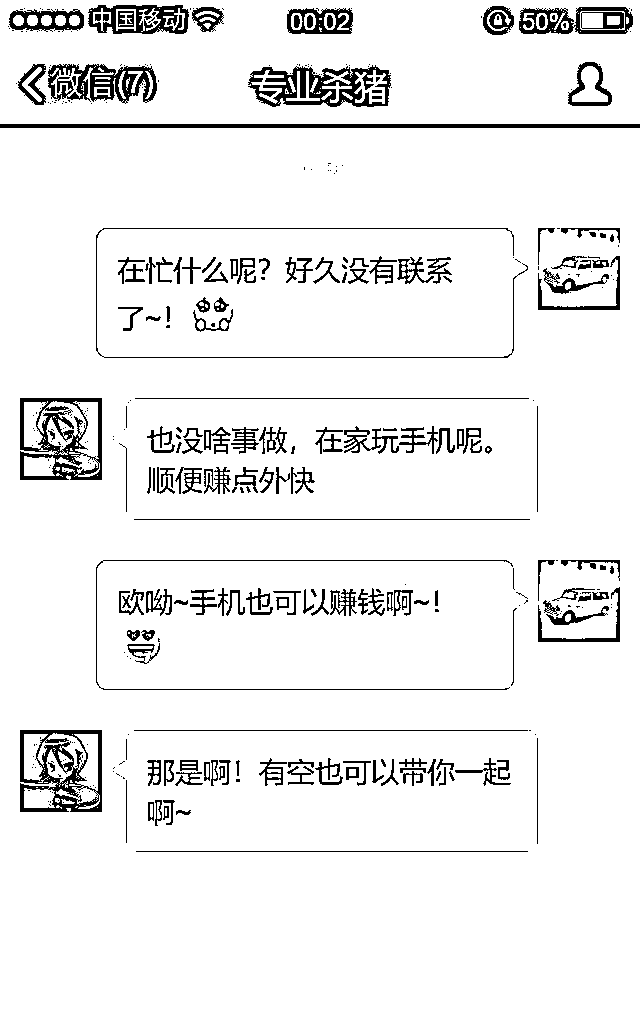 中国移动 00:02 50%
微信(7) 专业杀猪
在忙什么呢？好久没有联系
了~！
也没啥事做，在家玩手机呢。
顺便赚点外快
欧呦~手机也可以赚钱啊~！
那是啊！有空也可以带你一起
啊~